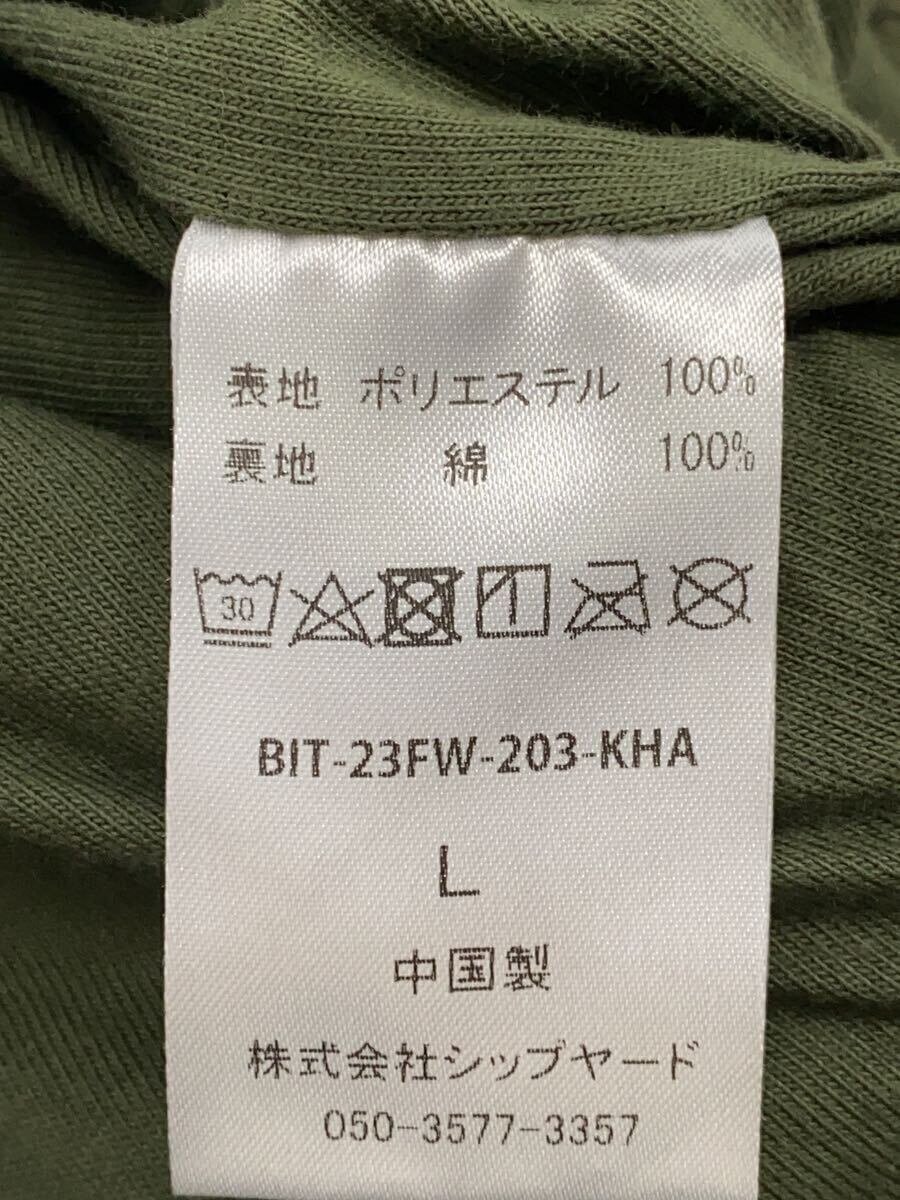 表地 ポリエステル 100%
裏地 綿 100%
30
BIT-23FW-203-KHA
L
中国製
株式会社シップヤード
050-3577-3357